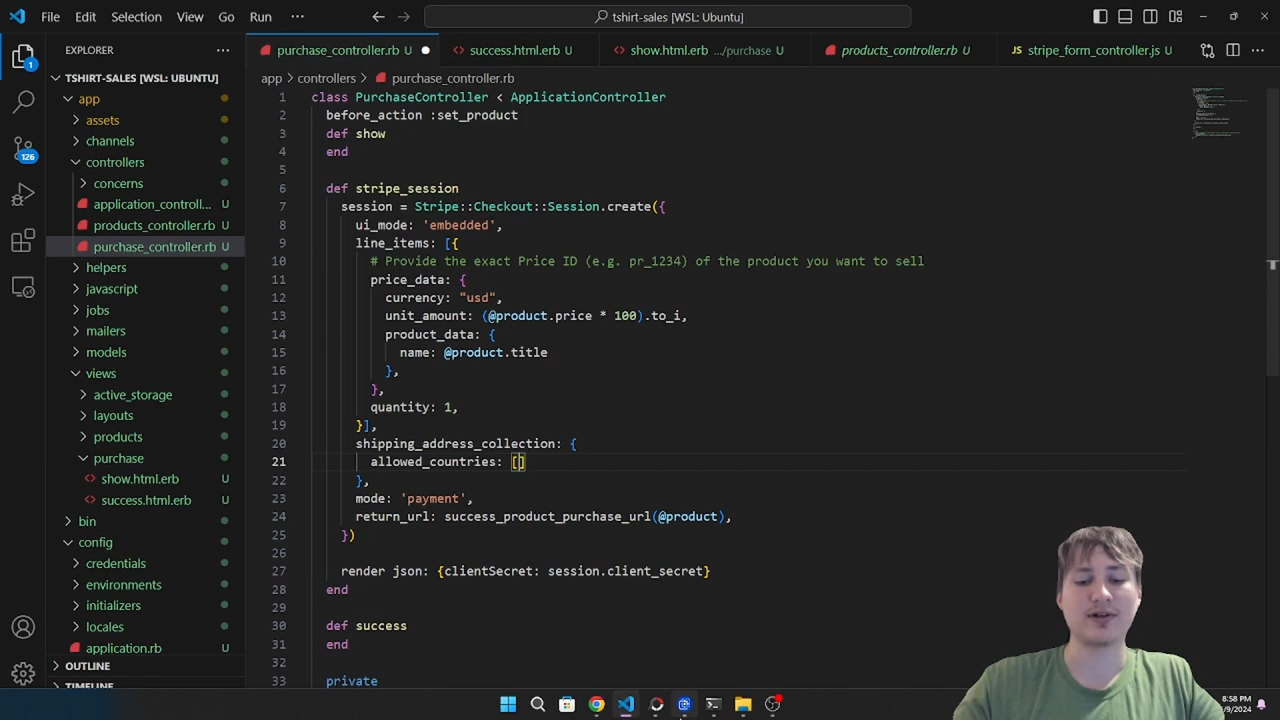 File Edit Selection View Go Run ···
tshirt-sales [WSL: Ubuntu]
EXPLORER ···
purchase_controller.rb U
success.html.erb U
show.html.erb .../purchase U
products_controller.rb U
stripe_form_controller.js U
1
TSHIRT-SALES [WSL: UBUNTU]
app
assets
channels
controllers
concerns
application_controll... U
products_controller.rb U
purchase_controller.rb U
helpers
javascript
jobs
mailers
models
views
active_storage
layouts
products
purchase
show.html.erb U
success.html.erb U
bin
config
credentials
environments
initializers
locales
application.rb U
OUTLINE
TIMELINE
126
app > controllers > purchase_controller.rb
1 class PurchaseController < ApplicationController
2 before_action :set_product
3 def show
4 end
5
6 def stripe_session
7 session = Stripe::Checkout::Session.create({
8 ui_mode: 'embedded',
9 line_items: [{
10 # Provide the exact Price ID (e.g. pr_1234) of the product you want to sell
11 price_data: {
12 currency: "usd",
13 unit_amount: (@product.price * 100).to_i,
14 product_data: {
15 name: @product.title
16 },
17 },
18 quantity: 1,
19 }],
20 shipping_address_collection: {
21 allowed_countries: []
22 },
23 mode: 'payment',
24 return_url: success_product_purchase_url(@product),
25 })
26
27 render json: {clientSecret: session.client_secret}
28 end
29
30 def success
31 end
32
33 private
8:58 PM
/9/2024